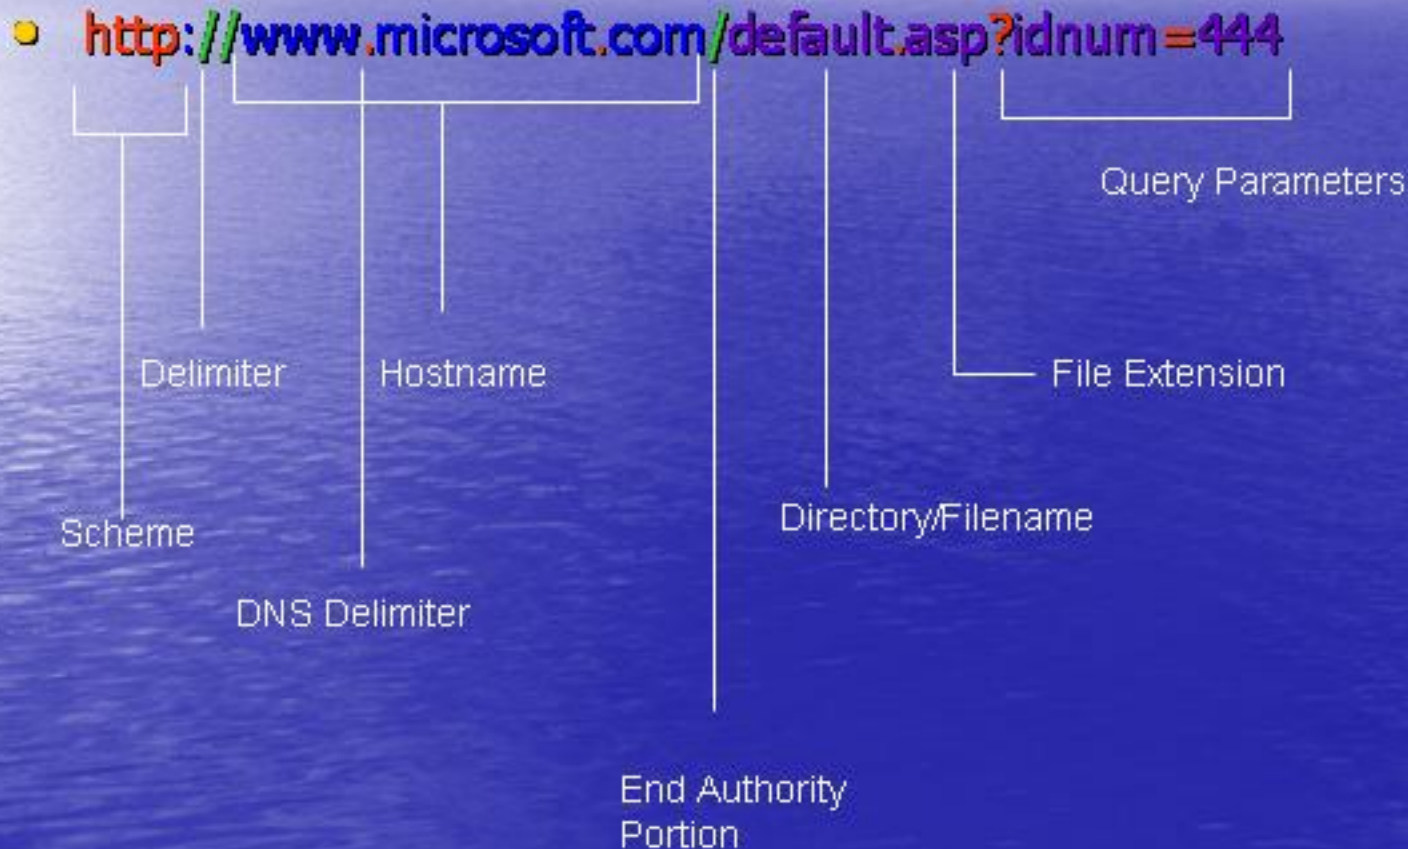 http://www.microsoft.com/default.asp?idnum=444
Query Parameters
Delimiter
Hostname
File Extension
Scheme
Directory/Filename
DNS Delimiter
End Authority
Portion